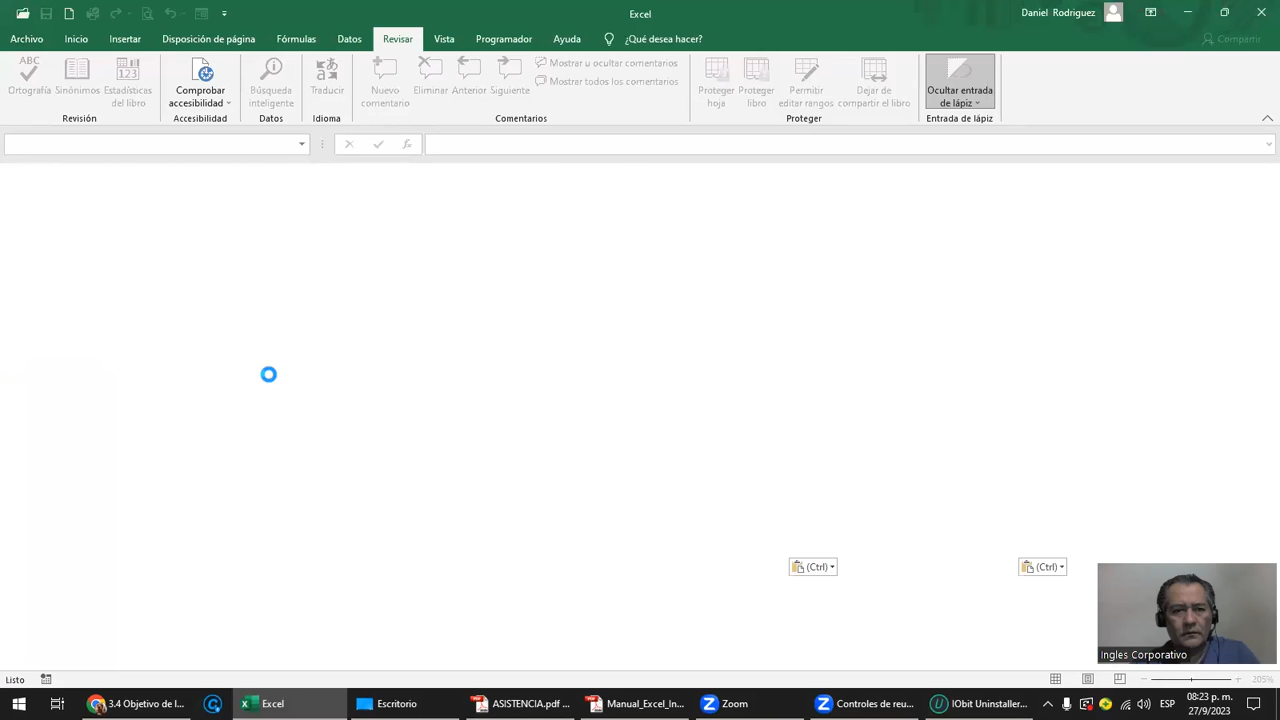 Excel
Daniel Rodriguez
Archivo Inicio Insertar Disposición de página Fórmulas Datos Revisar Vista Programador Ayuda ¿Qué desea hacer? Compartir
ABC
Ortografía
Sinónimos
123
Estadísticas
del libro
Revisión
Comprobar
accesibilidad
Accesibilidad
Búsqueda
inteligente
Datos
Traducir
Idioma
Nuevo
comentario
Eliminar
Anterior
Siguiente
Mostrar u ocultar comentarios
Mostrar todos los comentarios
Comentarios
Proteger
hoja
Proteger
libro
Permitir
editar rangos
Dejar de
compartir el libro
Proteger
Ocultar entrada
de lápiz
Entrada de lápiz
fx
(Ctrl) (Ctrl)
Ingles Corporativo
Listo 205%
3.4 Objetivo de l... Excel Escritorio ASISTENCIA.pdf ... Manual_Excel_In... Zoom Controles de reu... IObit Uninstaller... ESP
08:23 p. m.
27/9/2023